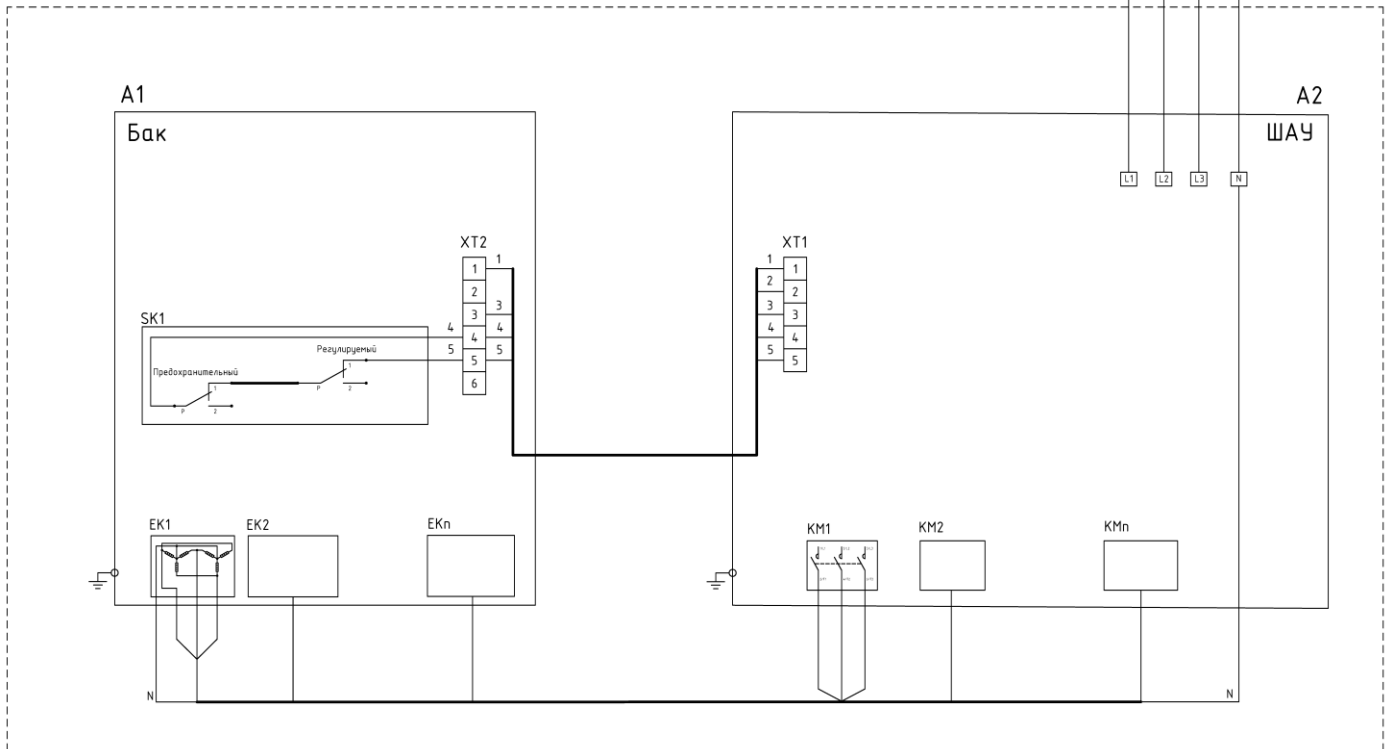 A1
Бак
A2
ШАУ
L1 L2 L3 N
XT2
1 1
2
3 3
4 4 4
5 5 5
6
XT1
1 1
2 2
3 3
4 4
5 5
SK1
Регулируемый
1
P 2
Предохранительный
1
P 2
EK1 EK2 EKn
KM1 KM2 KMn
N N